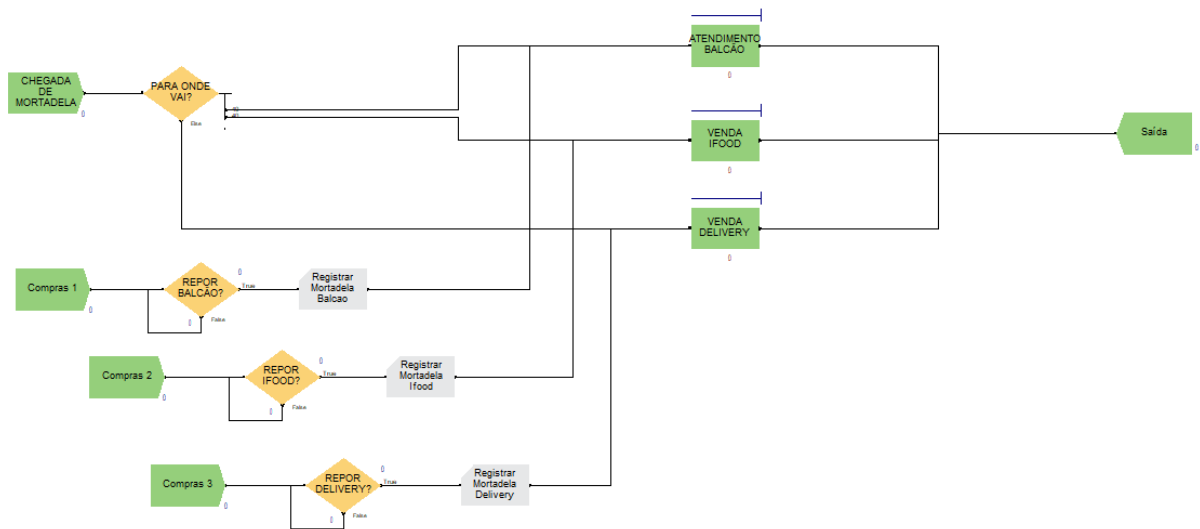 ATENDIMENTO
BALCÃO
0
CHEGADA
DE
MORTADELA
0
PARA ONDE
VAI?
40
40
Else
VENDA
IFOOD
0
Saída
0
VENDA
DELIVERY
0
Compras 1
0
REPOR
BALCÃO?
0
True
0
False
Registrar
Mortadela
Balcao
Compras 2
0
REPOR
IFOOD?
0
True
0
False
Registrar
Mortadela
Ifood
Compras 3
0
REPOR
DELIVERY?
0
True
0
False
Registrar
Mortadela
Delivery